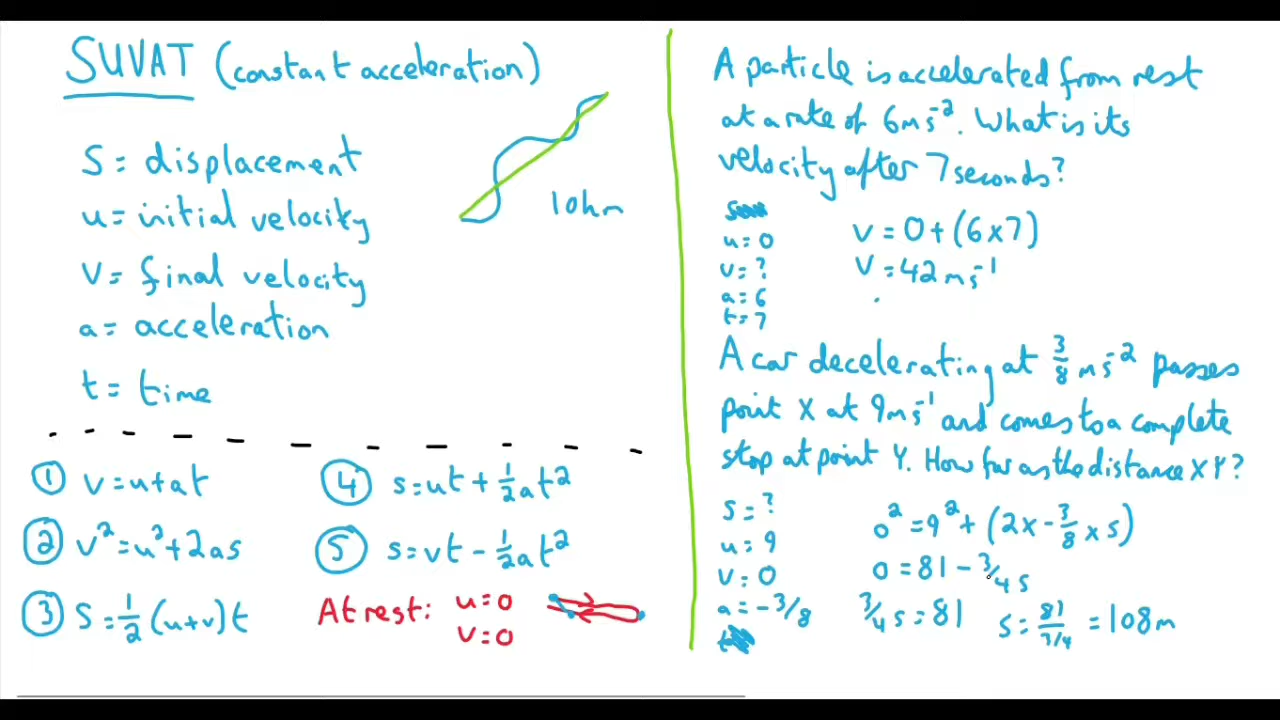 SUVAT (constant acceleration)
S = displacement
u = initial velocity
V = final velocity
a = acceleration
t = time
10km
① v = u + at
② v² = u² + 2as
③ S = 1/2 (u+v)t
④ s = ut + 1/2 at²
⑤ s = vt - 1/2 at²
At rest: u = 0
v = 0
A particle is accelerated from rest
at a rate of 6ms⁻². What is its
velocity after 7 seconds?
u = 0
v = ?
a = 6
t = 7
v = 0 + (6 x 7)
V = 42ms⁻¹
A car decelerating at 3/8 ms⁻² passes
point X at 9ms⁻¹ and comes to a complete
stop at point Y. How far as the distance XY?
s = ?
u = 9
v = 0
a = -3/8
0² = 9² + (2 x -3/8 x s)
0 = 81 - 3/4 s
3/4 s = 81
s = 81/3/4 = 108m